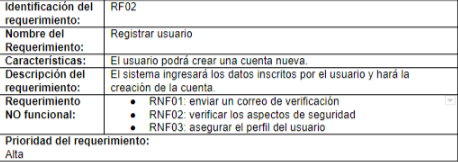 Identificación del requerimiento: RF02
Nombre del Requerimiento: Registrar usuario
Características: El usuario podrá crear una cuenta nueva.
Descripción del requerimiento: El sistema ingresará los datos inscritos por el usuario y hará la creación de la cuenta.
Requerimiento NO funcional:
● RNF01: enviar un correo de verificación
● RNF02: verificar los aspectos de seguridad
● RNF03: asegurar el perfil del usuario
Prioridad del requerimiento:
Alta